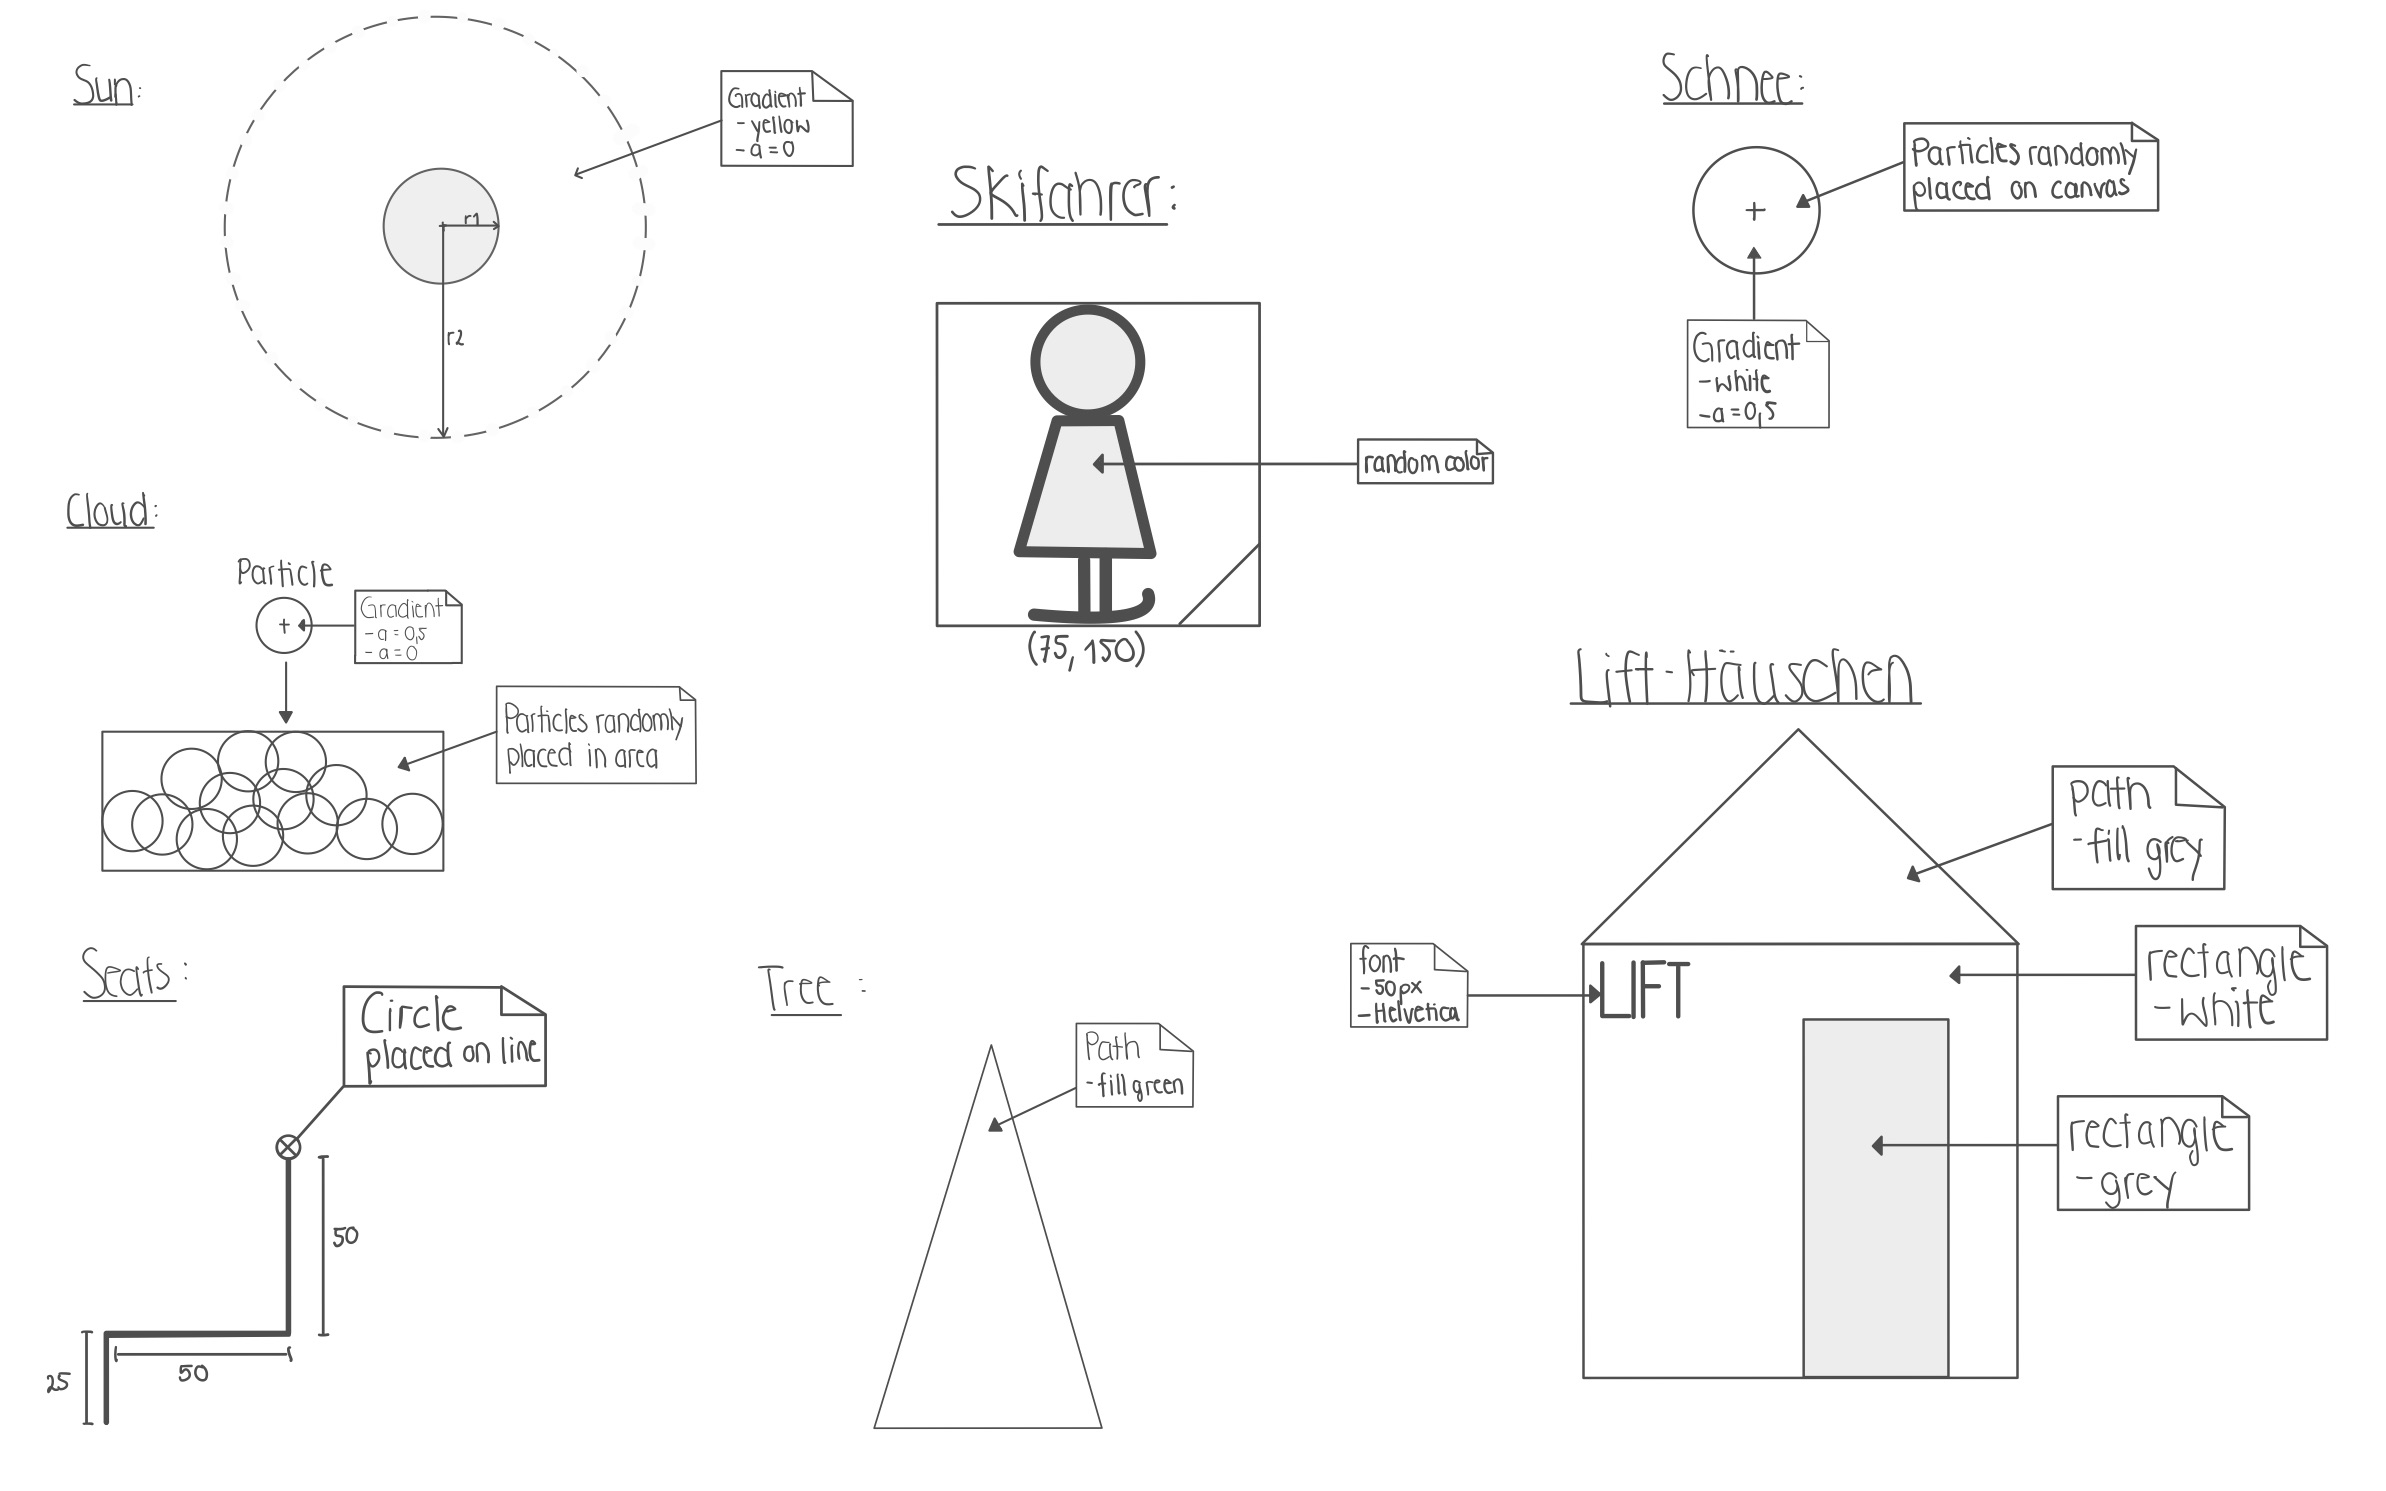 Sun:
Gradient
- yellow
- a = 0
r1
r2
Cloud:
Particle
Gradient
- a = 0,5
- a = 0
Particles randomly
placed in area
Seats:
Circle
placed on line
50
50
25
Skifahrer:
random color
(75, 150)
Tree:
Path
- fill green
Schnee:
Particles randomly
placed on canvas
Gradient
- white
- a = 0,5
Lift-Häuschen
path
- fill grey
font
- 50 px
- Helvetica
LIFT
rectangle
- white
rectangle
- grey